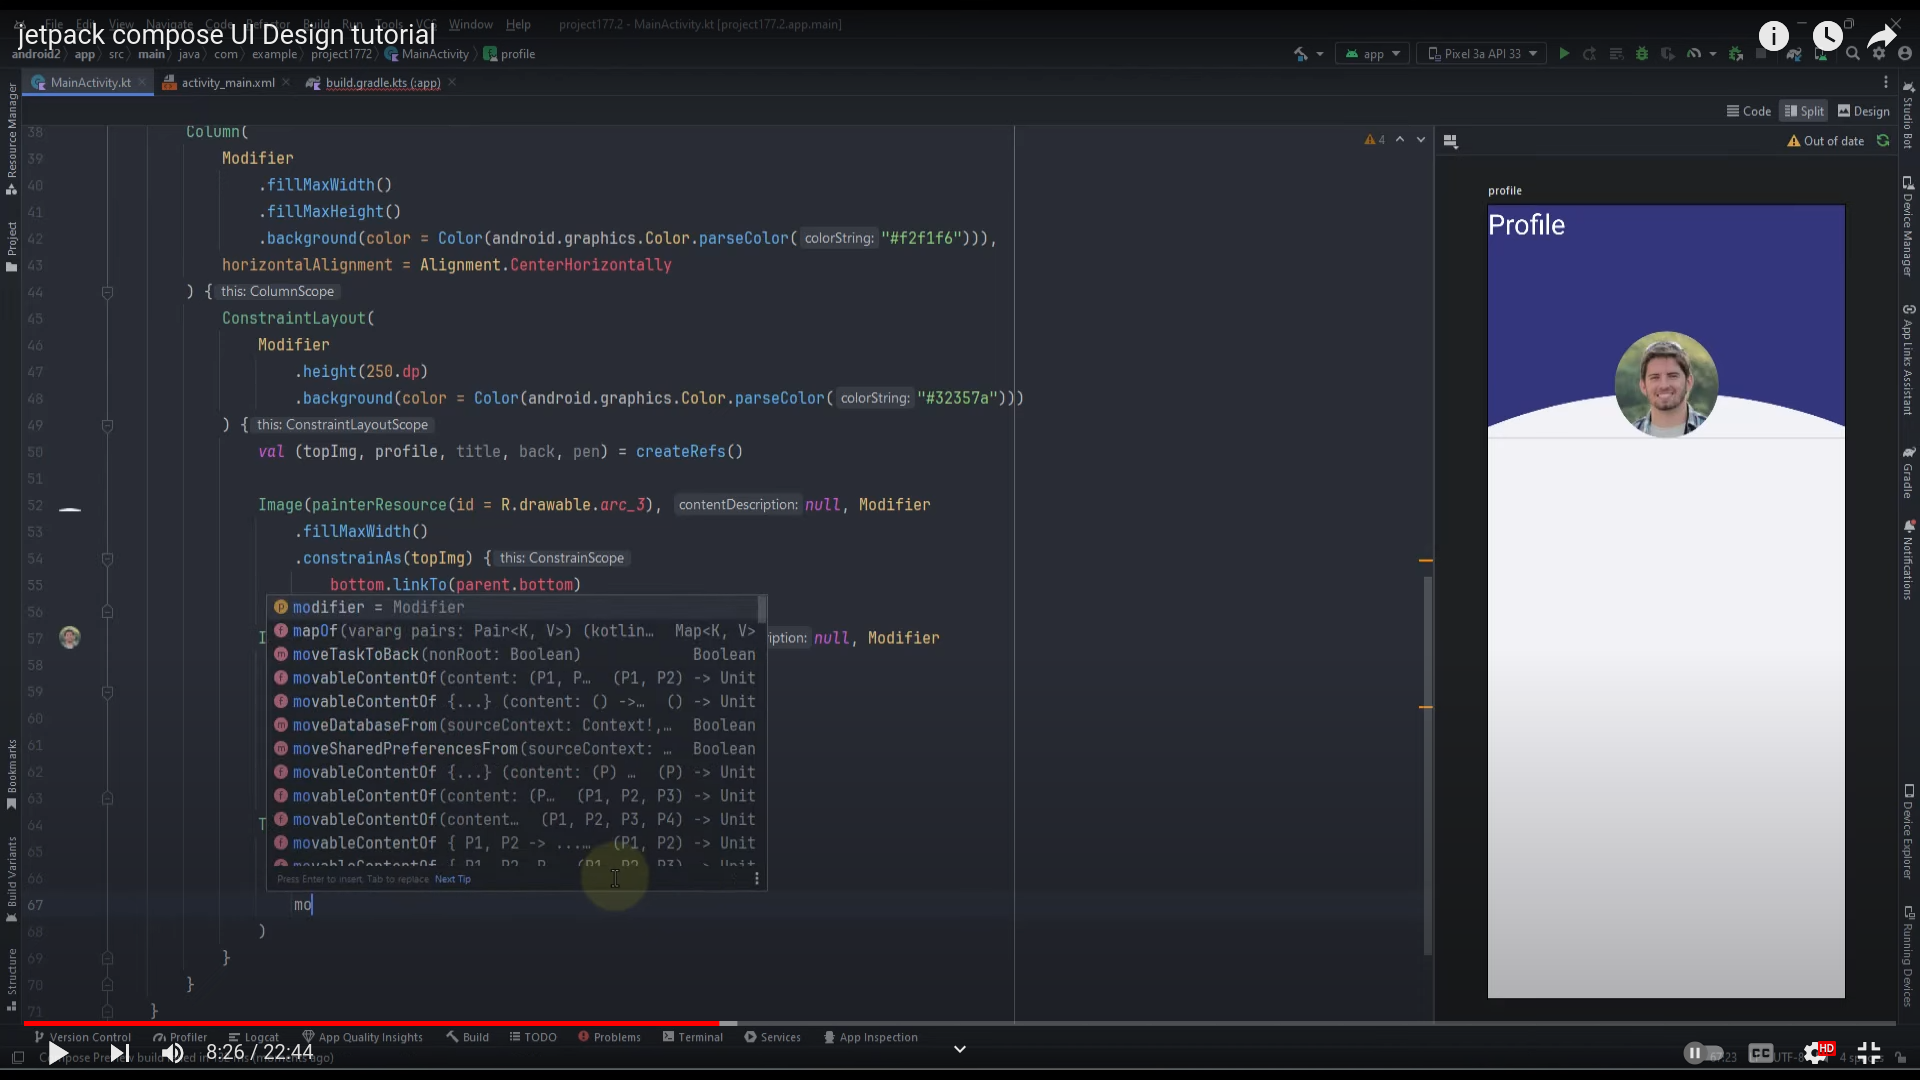 File Edit View Navigate Code Refactor Build Run Tools VCS Window Help project177.2 - MainActivity.kt [project177.2.app.main]
jetpack compose UI Design tutorial
android2 app src main java com example project1772 MainActivity profile
app Pixel 3a API 33
MainActivity.kt activity_main.xml build.gradle.kts (:app)
Code Split Design
4 Out of date
38 Column(
39 Modifier
40 .fillMaxWidth()
41 .fillMaxHeight()
42 .background(color = Color(android.graphics.Color.parseColor( colorString: "#f2f1f6"))),
43 horizontalAlignment = Alignment.CenterHorizontally
44 ) { this: ColumnScope
45 ConstraintLayout(
46 Modifier
47 .height(250.dp)
48 .background(color = Color(android.graphics.Color.parseColor( colorString: "#32357a")))
49 ) { this: ConstraintLayoutScope
50 val (topImg, profile, title, back, pen) = createRefs()
51
52 Image(painterResource(id = R.drawable.arc_3), contentDescription: null, Modifier
53 .fillMaxWidth()
54 .constrainAs(topImg) { this: ConstrainScope
55 bottom.linkTo(parent.bottom)
56
57 I iption: null, Modifier
58
59
60
61
62
63
64 T
65
66
67 mo
68 )
69 }
70 }
71 }
modifier = Modifier
mapOf(vararg pairs: Pair<K, V>) (kotlin… Map<K, V>
moveTaskToBack(nonRoot: Boolean) Boolean
movableContentOf(content: (P1, P… (P1, P2) -> Unit
movableContentOf {...} (content: () ->… () -> Unit
moveDatabaseFrom(sourceContext: Context!,… Boolean
moveSharedPreferencesFrom(sourceContext: … Boolean
movableContentOf {...} (content: (P) … (P) -> Unit
movableContentOf(content: (P… (P1, P2, P3) -> Unit
movableContentOf(content… (P1, P2, P3, P4) -> Unit
movableContentOf { P1, P2 -> ...… (P1, P2) -> Unit
movableContentOf { P1, P2, P… (P1, P2, P3) -> Unit
Press Enter to insert, Tab to replace Next Tip
profile
Profile
Resource Manager
Project
Bookmarks
Build Variants
Structure
Studio Bot
Device Manager
App Links Assistant
Gradle
Notifications
Device Explorer
Running Devices
Version Control Profiler Logcat App Quality Insights Build TODO Problems Terminal Services App Inspection
8:26 / 22:44
Compose Preview build
ago)
67:23 UTF-8
CC HD